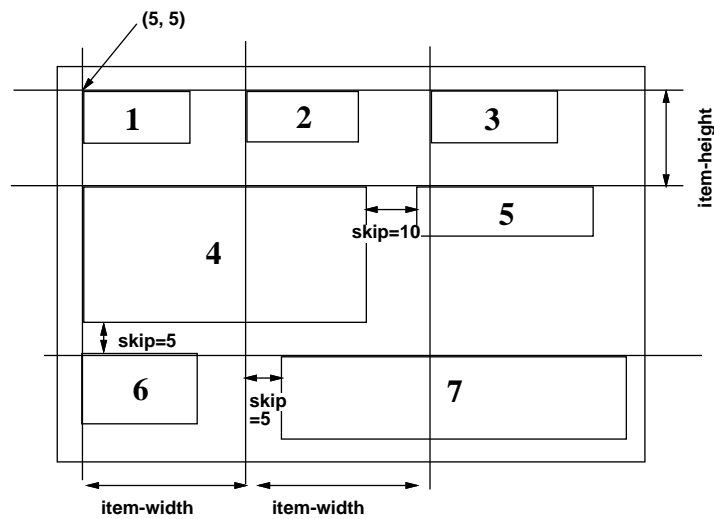 (5, 5)
1
2
3
item-height
4
skip=10
5
skip=5
6
skip
=5
7
item-width
item-width